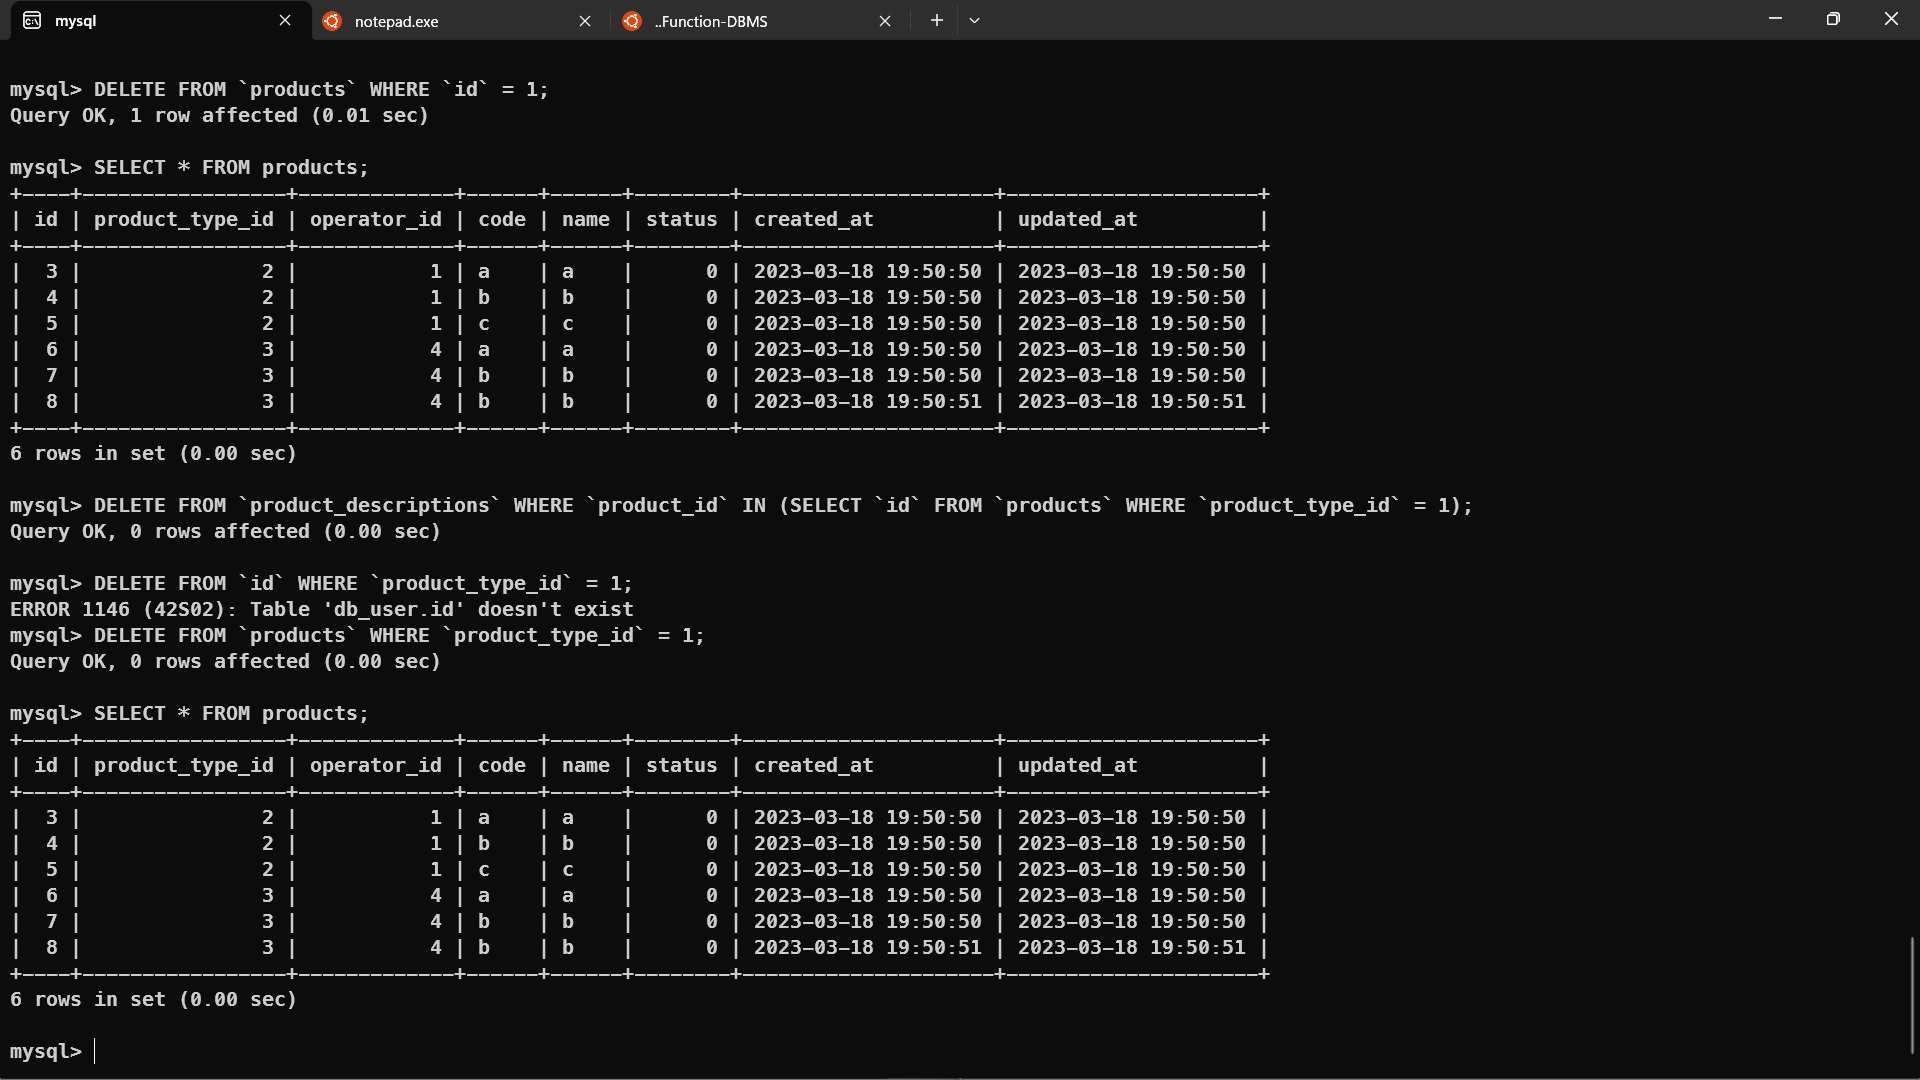 mysql
notepad.exe
..Function-DBMS
mysql> DELETE FROM `products` WHERE `id` = 1;
Query OK, 1 row affected (0.01 sec)
mysql> SELECT * FROM products;
+----+-----------------+-------------+------+------+--------+---------------------+---------------------+
| id | product_type_id | operator_id | code | name | status | created_at          | updated_at          |
+----+-----------------+-------------+------+------+--------+---------------------+---------------------+
|  3 |               2 |           1 | a    | a    |      0 | 2023-03-18 19:50:50 | 2023-03-18 19:50:50 |
|  4 |               2 |           1 | b    | b    |      0 | 2023-03-18 19:50:50 | 2023-03-18 19:50:50 |
|  5 |               2 |           1 | c    | c    |      0 | 2023-03-18 19:50:50 | 2023-03-18 19:50:50 |
|  6 |               3 |           4 | a    | a    |      0 | 2023-03-18 19:50:50 | 2023-03-18 19:50:50 |
|  7 |               3 |           4 | b    | b    |      0 | 2023-03-18 19:50:50 | 2023-03-18 19:50:50 |
|  8 |               3 |           4 | b    | b    |      0 | 2023-03-18 19:50:51 | 2023-03-18 19:50:51 |
+----+-----------------+-------------+------+------+--------+---------------------+---------------------+
6 rows in set (0.00 sec)
mysql> DELETE FROM `product_descriptions` WHERE `product_id` IN (SELECT `id` FROM `products` WHERE `product_type_id` = 1);
Query OK, 0 rows affected (0.00 sec)
mysql> DELETE FROM `id` WHERE `product_type_id` = 1;
ERROR 1146 (42S02): Table 'db_user.id' doesn't exist
mysql> DELETE FROM `products` WHERE `product_type_id` = 1;
Query OK, 0 rows affected (0.00 sec)
mysql> SELECT * FROM products;
+----+-----------------+-------------+------+------+--------+---------------------+---------------------+
| id | product_type_id | operator_id | code | name | status | created_at          | updated_at          |
+----+-----------------+-------------+------+------+--------+---------------------+---------------------+
|  3 |               2 |           1 | a    | a    |      0 | 2023-03-18 19:50:50 | 2023-03-18 19:50:50 |
|  4 |               2 |           1 | b    | b    |      0 | 2023-03-18 19:50:50 | 2023-03-18 19:50:50 |
|  5 |               2 |           1 | c    | c    |      0 | 2023-03-18 19:50:50 | 2023-03-18 19:50:50 |
|  6 |               3 |           4 | a    | a    |      0 | 2023-03-18 19:50:50 | 2023-03-18 19:50:50 |
|  7 |               3 |           4 | b    | b    |      0 | 2023-03-18 19:50:50 | 2023-03-18 19:50:50 |
|  8 |               3 |           4 | b    | b    |      0 | 2023-03-18 19:50:51 | 2023-03-18 19:50:51 |
+----+-----------------+-------------+------+------+--------+---------------------+---------------------+
6 rows in set (0.00 sec)
mysql>